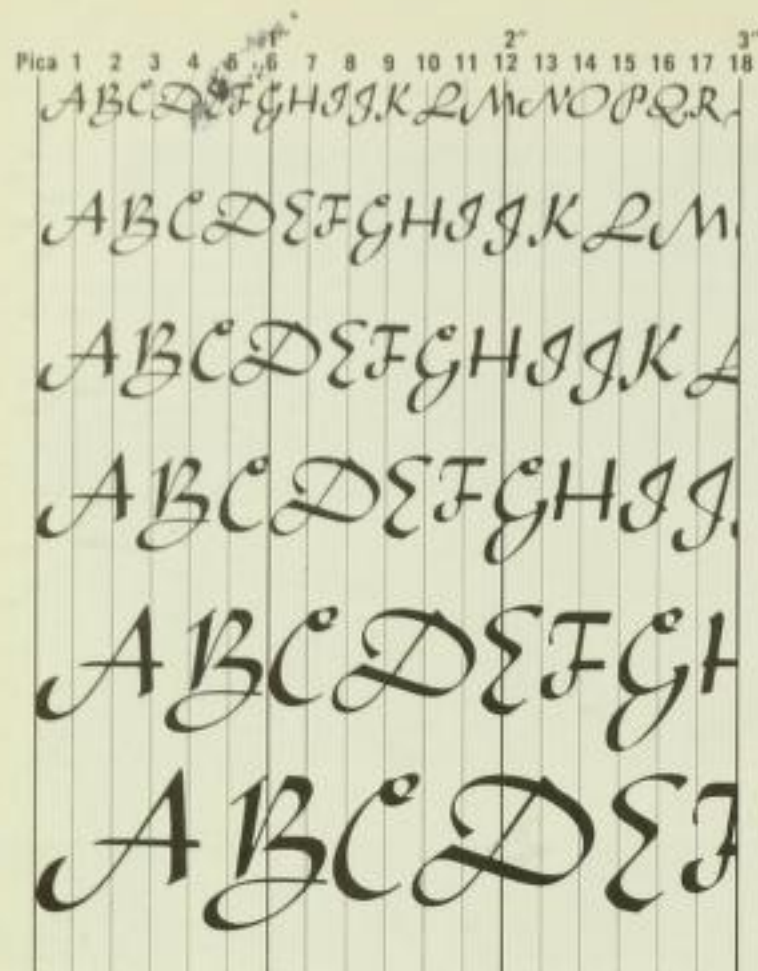 1" 2" 3"
Pica 1 2 3 4 5 6 7 8 9 10 11 12 13 14 15 16 17 18
ABCDEFGHIJKLMNOPQR
ABCDEFGHIJKLM
ABCDEFGHIJKL
ABCDEFGHIJ
ABCDEFGH
ABCDEF